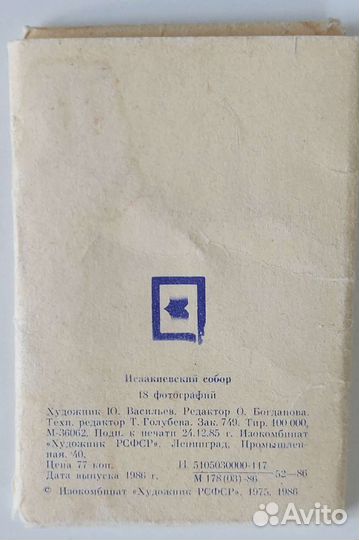 Исаакиевский собор
18 фотографий
Художник Ю. Васильев. Редактор О. Богданова.
Техн. редактор Т. Голубева. Зак. 749. Тир. 100 000,
М-36062. Подп. к печати 24.12.85 г. Изокомбинат
«Художник РСФСР». Ленинград, Промышлен-
ная, 40.
Цена 77 коп.
Дата выпуска 1986 г.
И 5105030000-117
М 178(03)-86
52—86
© Изокомбинат «Художник РСФСР», 1975, 1986
Avito